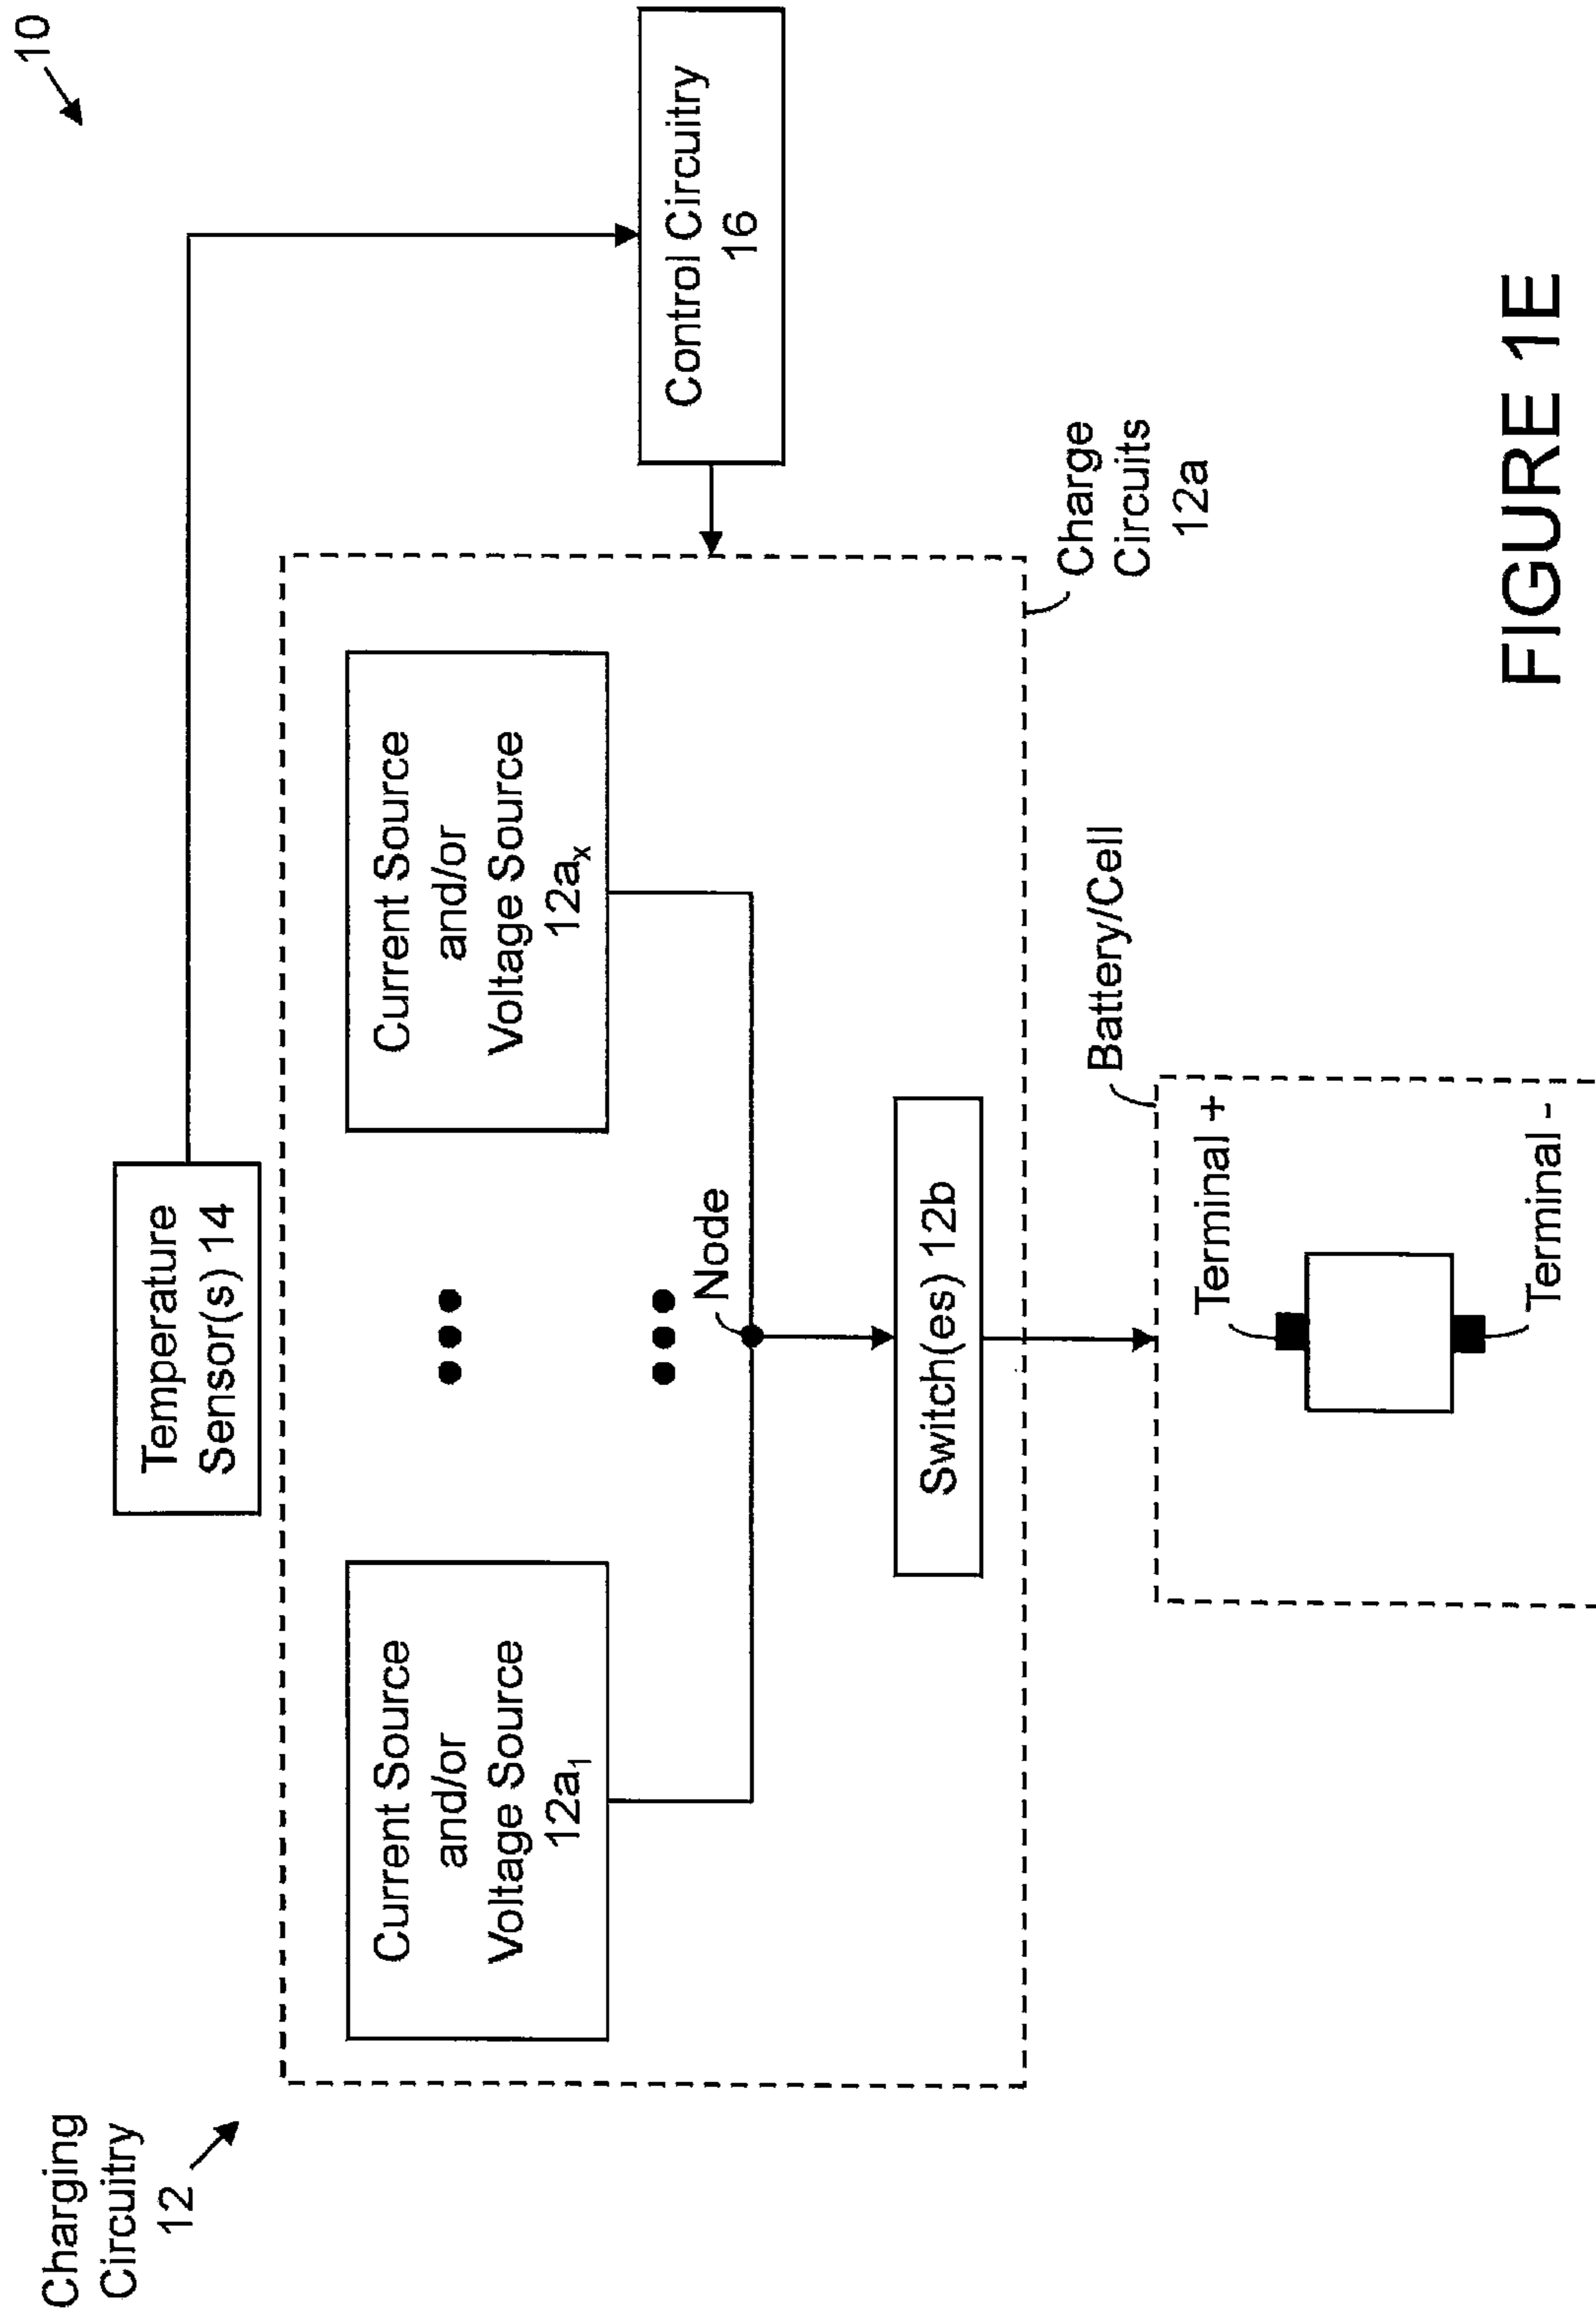 Charging
Circuitry
12
10
Temperature
Sensor(s) 14
Current Source
and/or
Voltage Source
12a₁
Current Source
and/or
Voltage Source
12aₓ
Node
Control Circuitry
16
Switch(es) 12b
Charge
Circuits
12a
Battery/Cell
Terminal +
Terminal -
FIGURE 1E